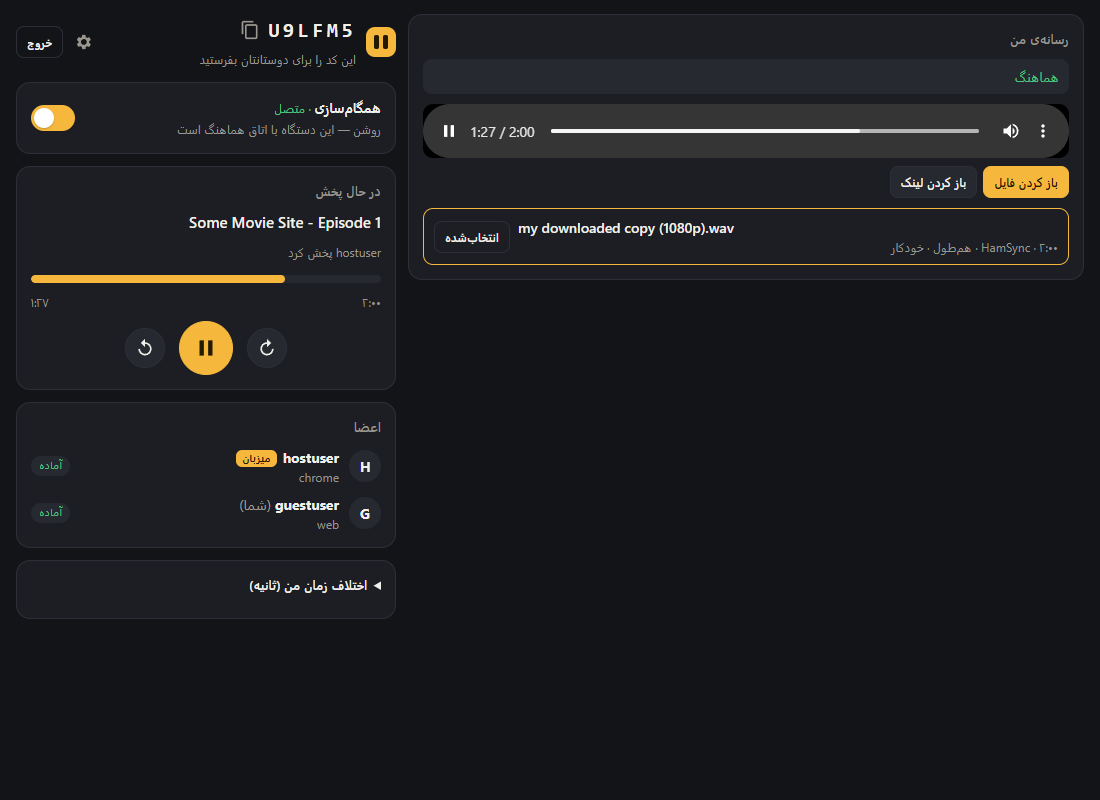 U9LFM5
این کد را برای دوستانتان بفرستید
خروج
همگام‌سازی · متصل
روشن — این دستگاه با اتاق هماهنگ است
در حال پخش
Some Movie Site - Episode 1
hostuser پخش کرد
۱:۲۷
۲:۰۰
اعضا
H
hostuser میزبان
chrome
آماده
G
guestuser (شما)
web
آماده
اختلاف زمان من (ثانیه)
رسانه‌ی من
هماهنگ
1:27 / 2:00
باز کردن فایل
باز کردن لینک
my downloaded copy (1080p).wav
۲:۰۰ · HamSync · هم‌طول · خودکار
انتخاب‌شده